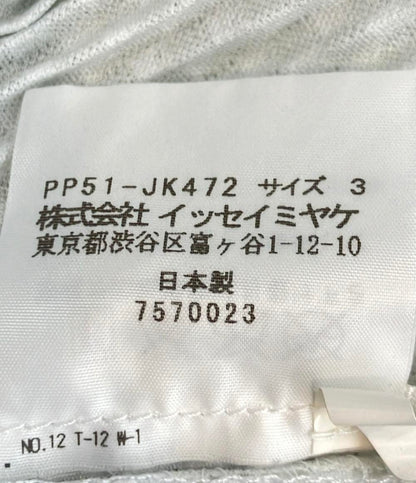 PP51-JK472 サイズ 3
株式会社 イッセイミヤケ
東京都渋谷区富ヶ谷1-12-10
日本製
7570023
NO.12 T-12 W-1